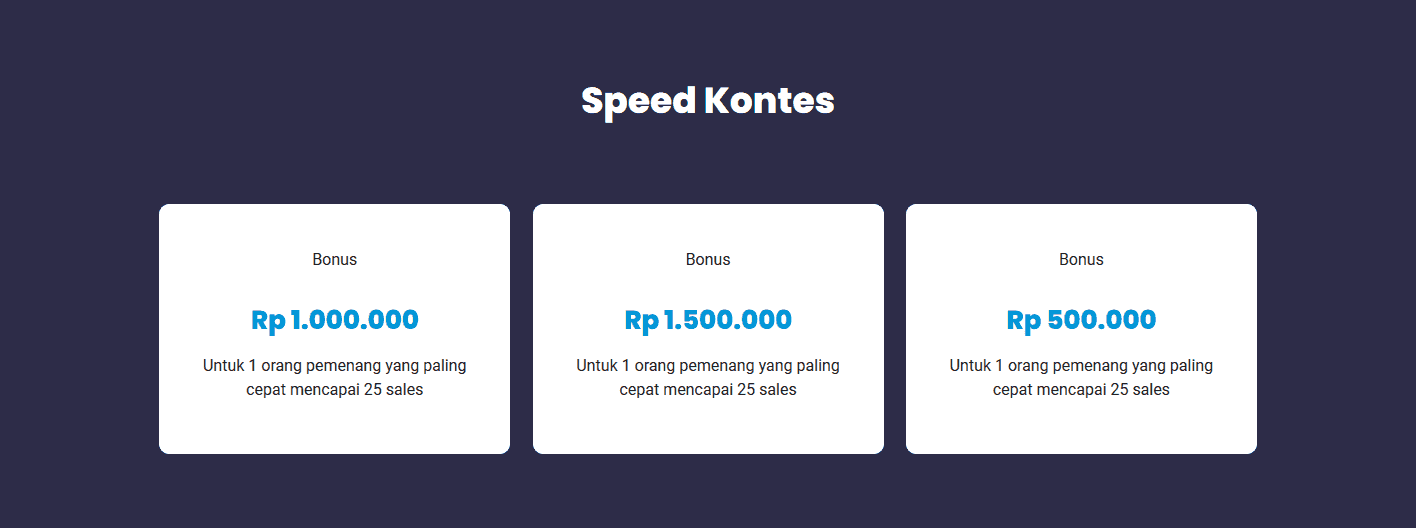 Speed Kontes
Bonus
Rp 1.000.000
Untuk 1 orang pemenang yang paling
cepat mencapai 25 sales
Bonus
Rp 1.500.000
Untuk 1 orang pemenang yang paling
cepat mencapai 25 sales
Bonus
Rp 500.000
Untuk 1 orang pemenang yang paling
cepat mencapai 25 sales